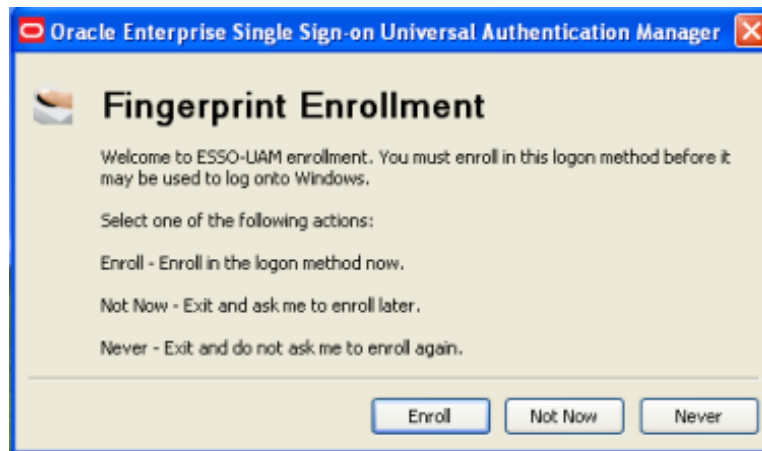 Oracle Enterprise Single Sign-on Universal Authentication Manager
Fingerprint Enrollment
Welcome to ESSO-UAM enrollment. You must enroll in this logon method before it
may be used to log onto Windows.
Select one of the following actions:
Enroll - Enroll in the logon method now.
Not Now - Exit and ask me to enroll later.
Never - Exit and do not ask me to enroll again.
Enroll
Not Now
Never